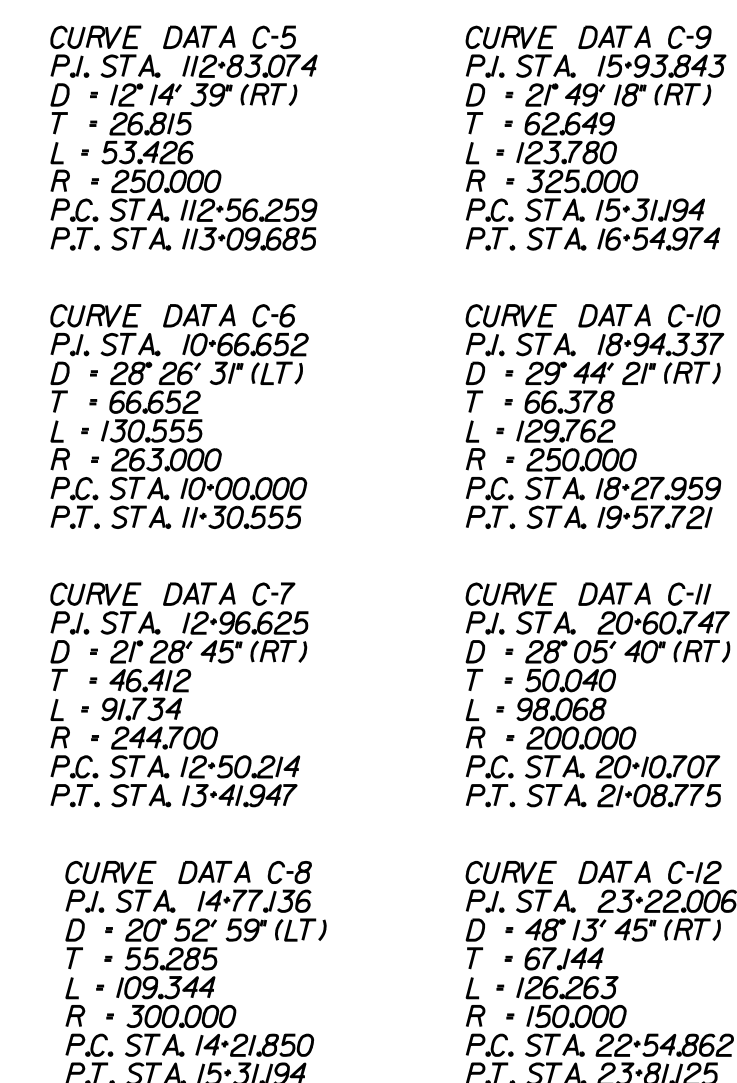 CURVE DATA C-5
P.I. STA. 112+83.074
D = 12° 14' 39" (RT)
T = 26.815
L = 53.426
R = 250.000
P.C. STA. 112+56.259
P.T. STA. 113+09.685
CURVE DATA C-6
P.I. STA. 10+66.652
D = 28° 26' 31" (LT)
T = 66.652
L = 130.555
R = 263.000
P.C. STA. 10+00.000
P.T. STA. 11+30.555
CURVE DATA C-7
P.I. STA. 12+96.625
D = 21° 28' 45" (RT)
T = 46.412
L = 91.734
R = 244.700
P.C. STA. 12+50.214
P.T. STA. 13+41.947
CURVE DATA C-8
P.I. STA. 14+77.136
D = 20° 52' 59" (LT)
T = 55.285
L = 109.344
R = 300.000
P.C. STA. 14+21.850
P.T. STA. 15+31.194
CURVE DATA C-9
P.I. STA. 15+93.843
D = 21° 49' 18" (RT)
T = 62.649
L = 123.780
R = 325.000
P.C. STA. 15+31.194
P.T. STA. 16+54.974
CURVE DATA C-10
P.I. STA. 18+94.337
D = 29° 44' 21" (RT)
T = 66.378
L = 129.762
R = 250.000
P.C. STA. 18+27.959
P.T. STA. 19+57.721
CURVE DATA C-11
P.I. STA. 20+60.747
D = 28° 05' 40" (RT)
T = 50.040
L = 98.068
R = 200.000
P.C. STA. 20+10.707
P.T. STA. 21+08.775
CURVE DATA C-12
P.I. STA. 23+22.006
D = 48° 13' 45" (RT)
T = 67.144
L = 126.263
R = 150.000
P.C. STA. 22+54.862
P.T. STA. 23+81.125